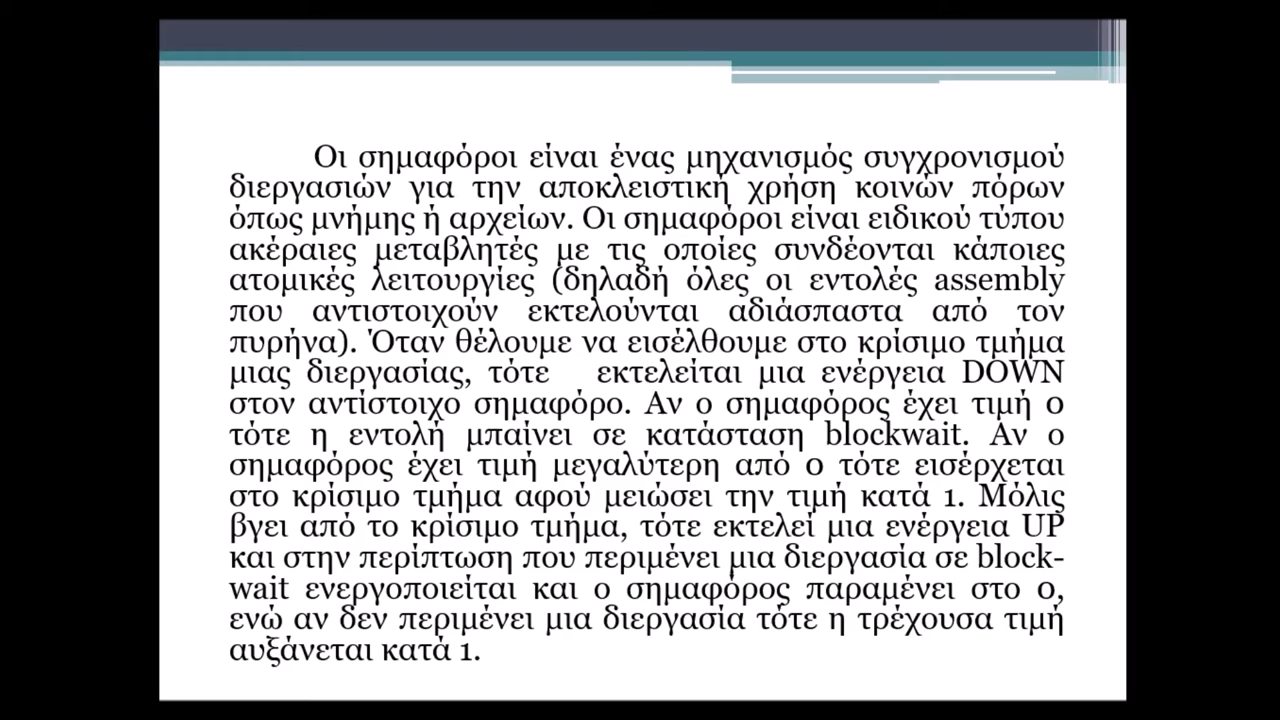 Οι σημαφόροι είναι ένας μηχανισμός συγχρονισμού
διεργασιών για την αποκλειστική χρήση κοινών πόρων
όπως μνήμης ή αρχείων. Οι σημαφόροι είναι ειδικού τύπου
ακέραιες μεταβλητές με τις οποίες συνδέονται κάποιες
ατομικές λειτουργίες (δηλαδή όλες οι εντολές assembly
που αντιστοιχούν εκτελούνται αδιάσπαστα από τον
πυρήνα). Όταν θέλουμε να εισέλθουμε στο κρίσιμο τμήμα
μιας διεργασίας, τότε εκτελείται μια ενέργεια DOWN
στον αντίστοιχο σημαφόρο. Αν ο σημαφόρος έχει τιμή 0
τότε η εντολή μπαίνει σε κατάσταση blockwait. Αν ο
σημαφόρος έχει τιμή μεγαλύτερη από 0 τότε εισέρχεται
στο κρίσιμο τμήμα αφού μειώσει την τιμή κατά 1. Μόλις
βγει από το κρίσιμο τμήμα, τότε εκτελεί μια ενέργεια UP
και στην περίπτωση που περιμένει μια διεργασία σε block-
wait ενεργοποιείται και ο σημαφόρος παραμένει στο 0,
ενώ αν δεν περιμένει μια διεργασία τότε η τρέχουσα τιμή
αυξάνεται κατά 1.